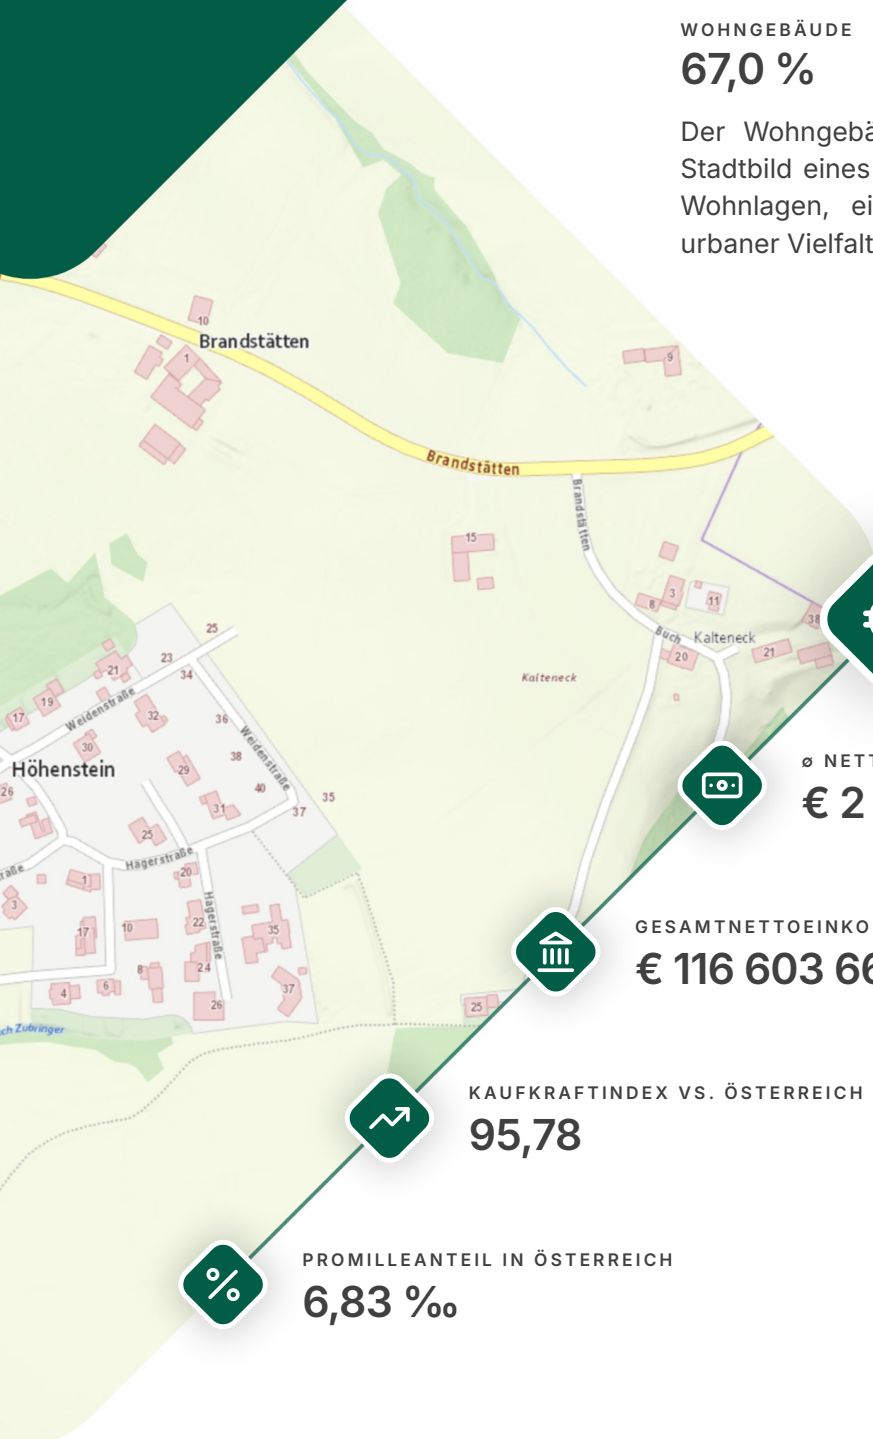 WOHNGEBÄUDE
67,0 %
Der Wohngebä
Stadtbild eines
Wohnlagen, ei
urbaner Vielfalt
10
Brandstätten
1
9
Brandstätten
Brandstätten
15
3
8
11
38
Buch
Kalteneck
20
21
Kalteneck
25
23
21
34
19
17
Weidenstraße
32
36
30
Weidenstraße
38
Höhenstein
29
26
40
35
31
37
25
Hagerstraße
raße
20
1
3
Hagerstraße
22
17
10
35
24
8
6
4
37
26
25
ch Zubringer
ø NETT
€ 2
GESAMTNETTOEINKO
€ 116 603 66
KAUFKRAFTINDEX VS. ÖSTERREICH
95,78
PROMILLEANTEIL IN ÖSTERREICH
6,83 ‰